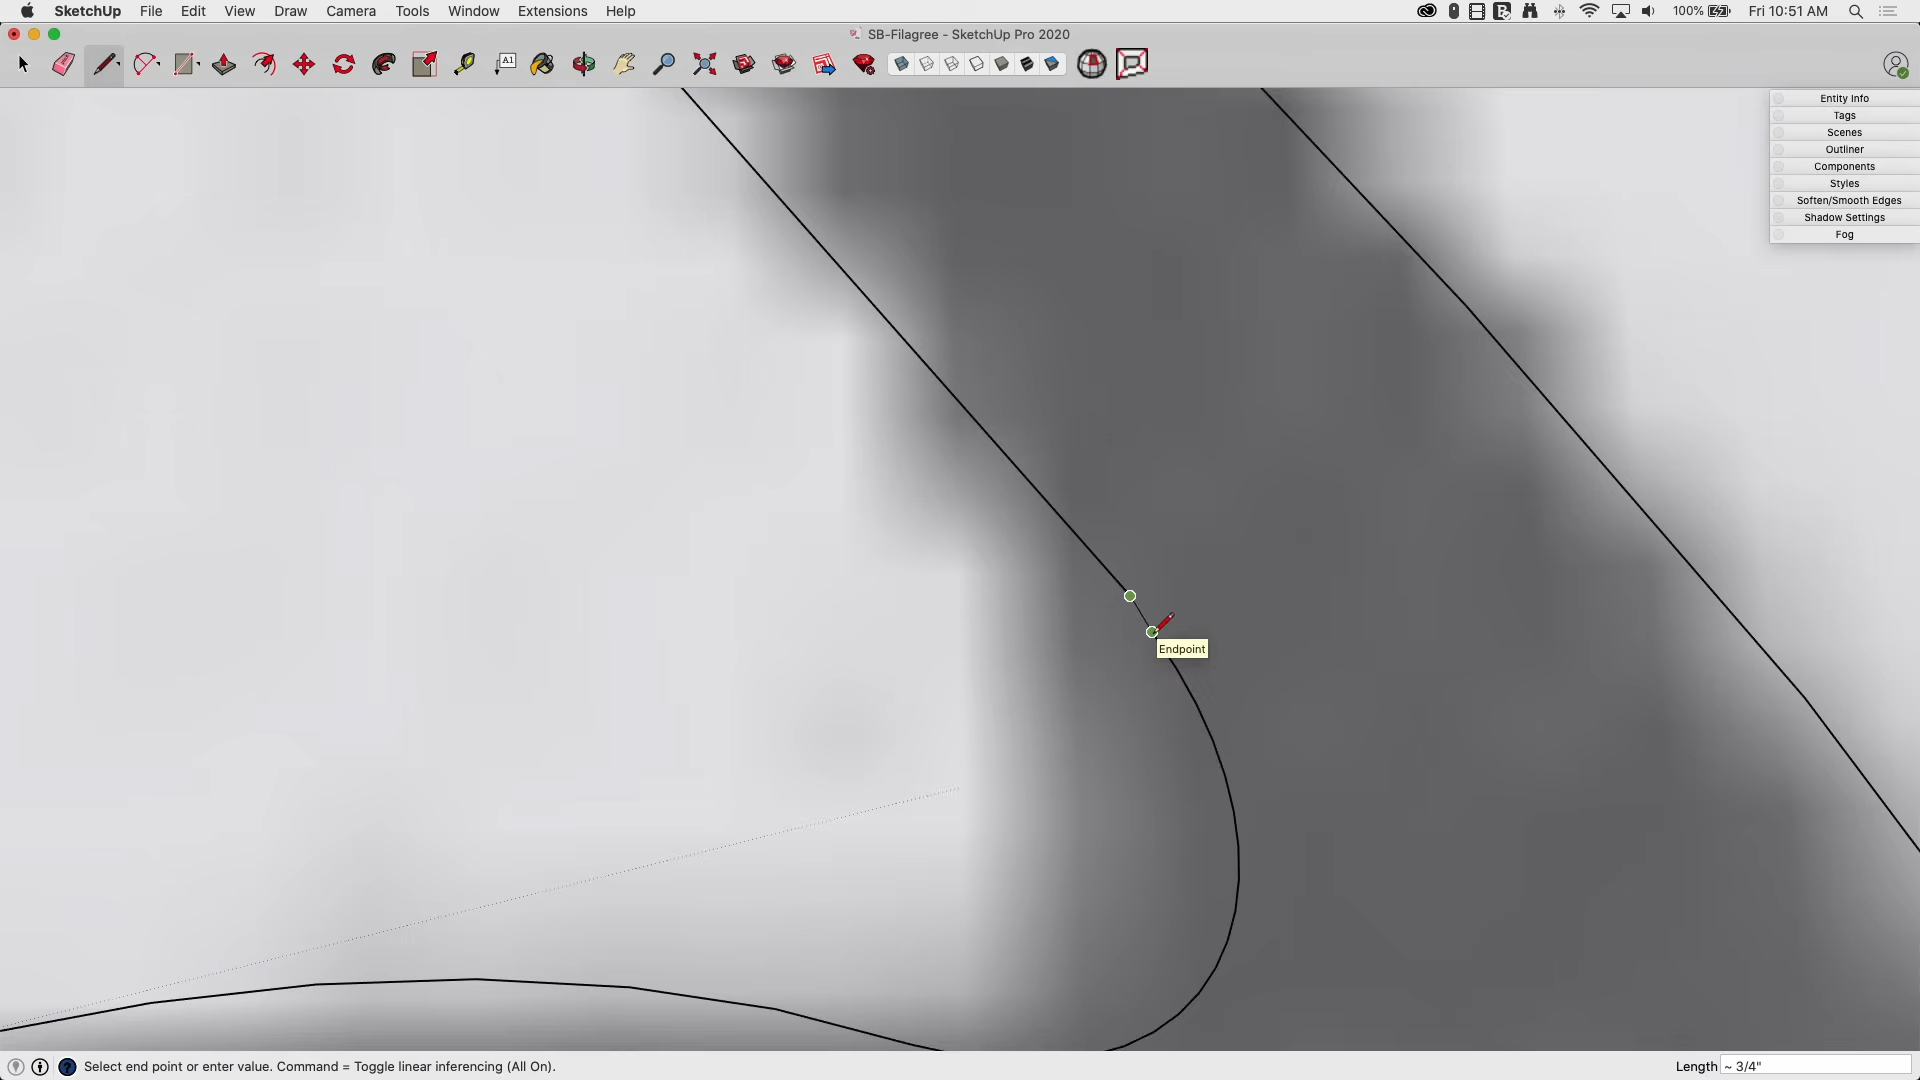 SketchUp File Edit View Draw Camera Tools Window Extensions Help 100% Fri 10:51 AM
SB-Filagree - SketchUp Pro 2020
A1
Entity Info
Tags
Scenes
Outliner
Components
Styles
Soften/Smooth Edges
Shadow Settings
Fog
Endpoint
Select end point or enter value. Command = Toggle linear inferencing (All On).
Length ~ 3/4"